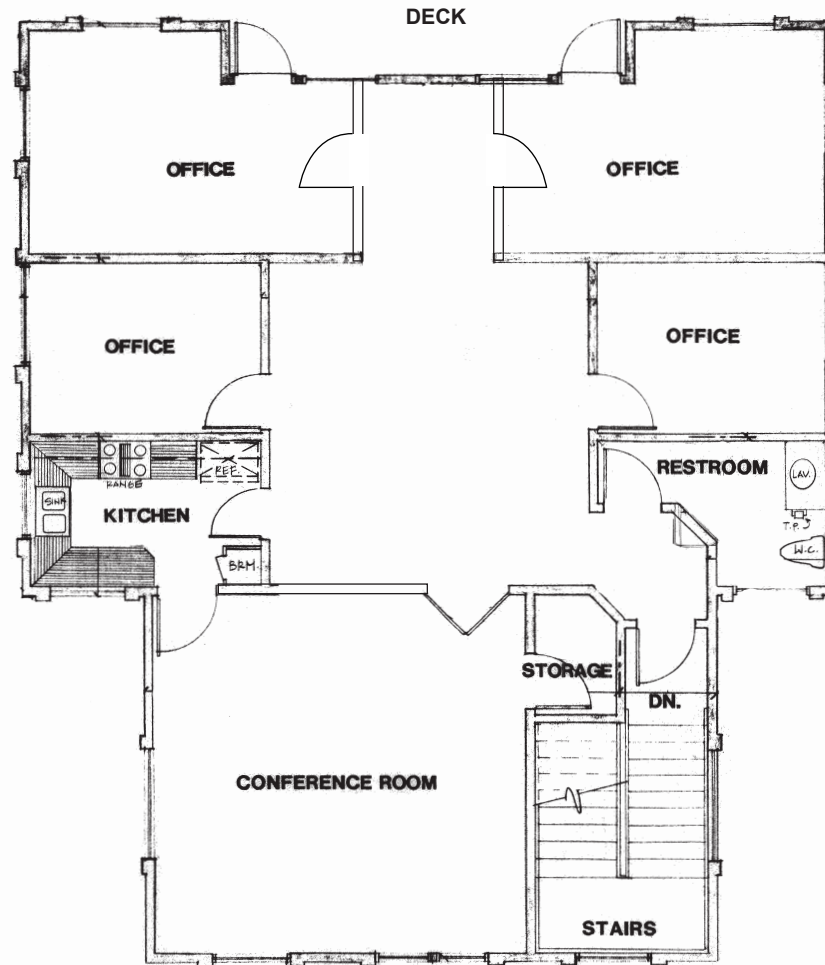 DECK
OFFICE
OFFICE
OFFICE
OFFICE
REF.
RANGE
SINK
KITCHEN
BRM.
RESTROOM
LAV.
T.P.
W.C.
STORAGE
DN.
CONFERENCE ROOM
STAIRS